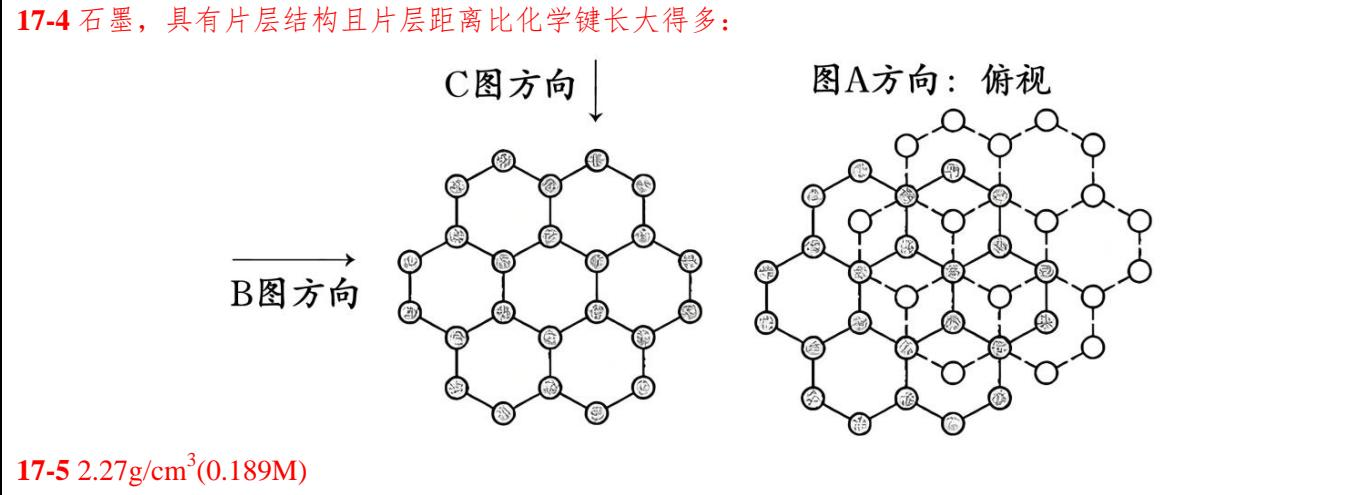 17-4 石墨，具有片层结构且片层距离比化学键长大得多：
C图方向
图A方向：俯视
B图方向
17-5 2.27g/cm³(0.189M)